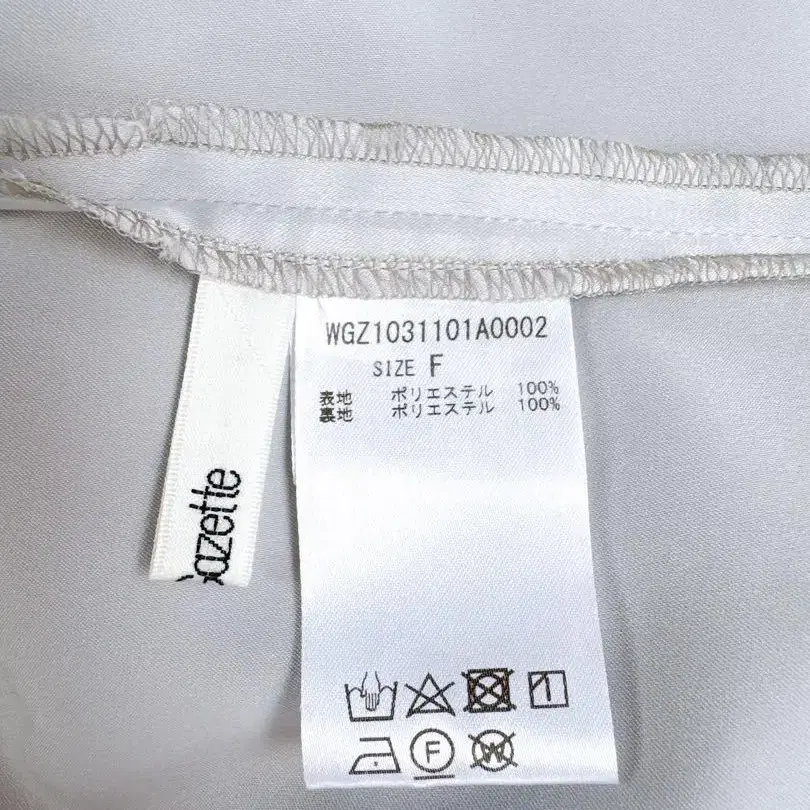 WGZ1031101A0002
SIZE F
表地 ポリエステル 100%
裏地 ポリエステル 100%
F
W